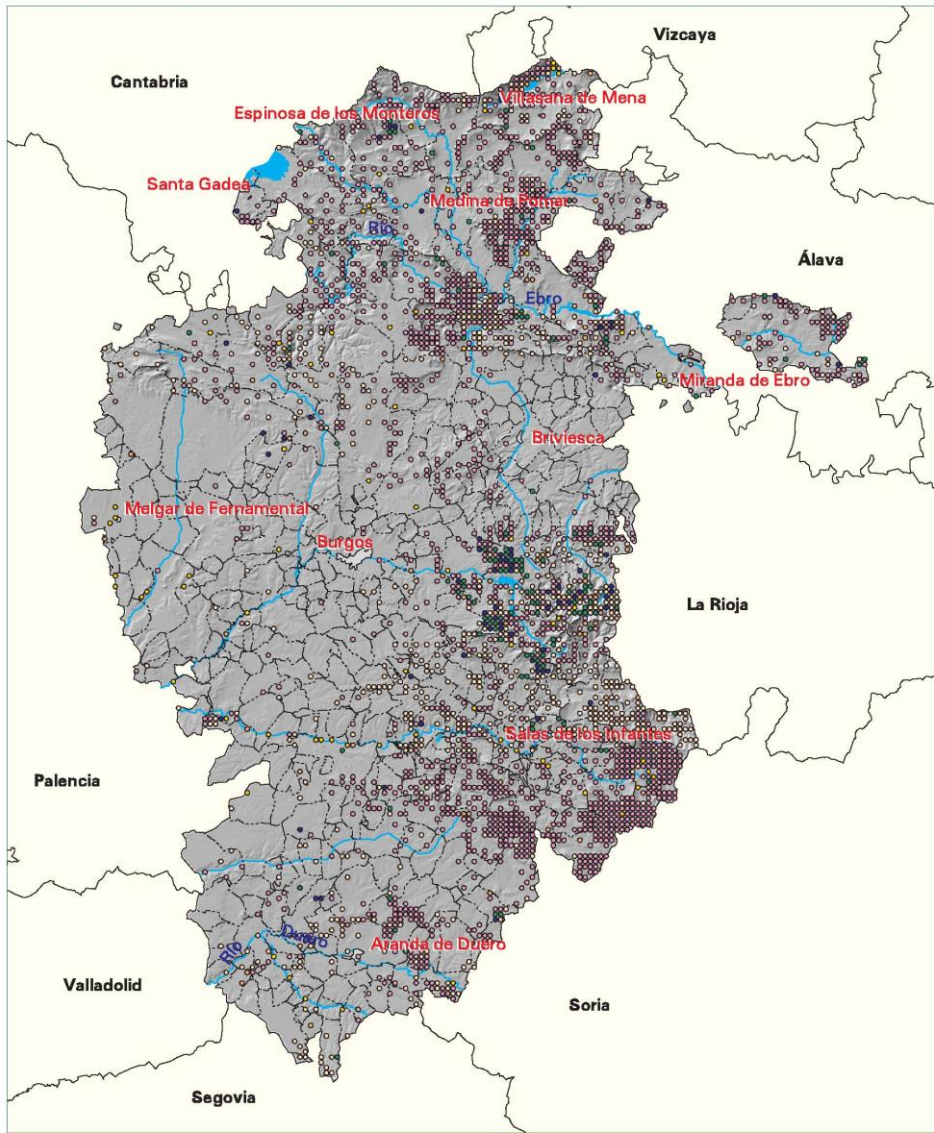 Vizcaya
Cantabria
Villasana de Mena
Espinosa de los Monteros
Santa Gadea
Medina de Pomar
Río
Álava
Ebro
Miranda de Ebro
Briviesca
Melgar de Fernamental
Burgos
La Rioja
Salas de los Infantes
Palencia
Duero
Aranda de Duero
Río
Valladolid
Soria
Segovia